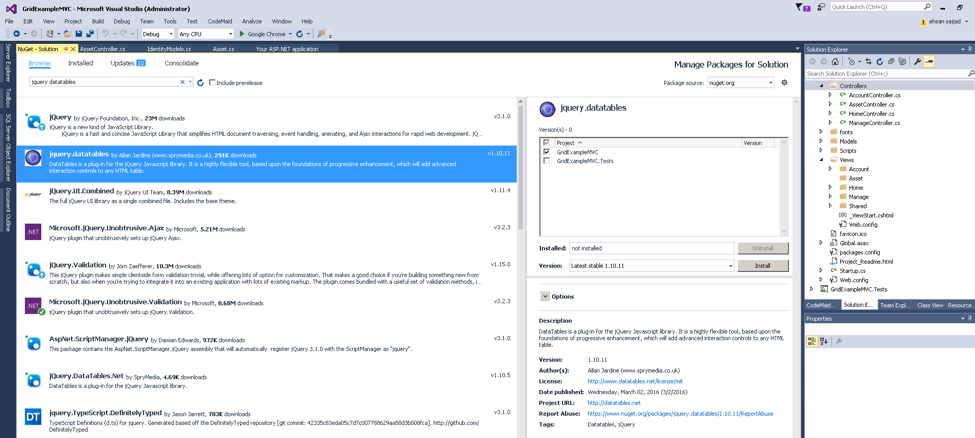 GridExampleMVC - Microsoft Visual Studio (Administrator)
7
Quick Launch (Ctrl+Q)
File Edit View Project Build Debug Team Tools Test CodeMaid Analyze Window Help
ehsan sajjad
Debug Any CPU Google Chrome
NuGet - Solution AssetController.cs IdentityModels.cs Asset.cs Your ASP.NET application
Server Explorer
Toolbox
SQL Server Object Explorer
Document Outline
Browse Installed Updates 10 Consolidate
Manage Packages for Solution
jquery datatables
Include prerelease
Package source: nuget.org
jQuery by jQuery Foundation, Inc., 23M downloads v3.1.0
jQuery is a new kind of JavaScript Library.
jQuery is a fast and concise JavaScript Library that simplifies HTML document traversing, event handling, animating, and Ajax interactions for rapid web development. jQ...
jquery.datatables by Allan Jardine (www.sprymedia.co.uk), 291K downloads v1.10.11
DataTables is a plug-in for the jQuery Javascript library. It is a highly flexible tool, based upon the foundations of progressive enhancement, which will add advanced
interaction controls to any HTML table.
jQuery.UI.Combined by jQuery UI Team, 8.39M downloads v1.11.4
The full jQuery UI library as a single combined file. Includes the base theme.
Microsoft.jQuery.Unobtrusive.Ajax by Microsoft, 5.21M downloads v3.2.3
jQuery plugin that unobtrusively sets up jQuery Ajax.
jQuery.Validation by Jörn Zaefferer, 10.3M downloads v1.15.0
This jQuery plugin makes simple clientside form validation trivial, while offering lots of option for customization. That makes a good choice if you're building something new from
scratch, but also when you're trying to integrate it into an existing application with lots of existing markup. The plugin comes bundled with a useful set of validation methods, i...
Microsoft.jQuery.Unobtrusive.Validation by Microsoft, 8.68M downloads v3.2.3
jQuery plugin that unobtrusively sets up jQuery.Validation.
AspNet.ScriptManager.jQuery by Damian Edwards, 972K downloads v3.1.0
This package contains the AspNet.ScriptManager.jQuery assembly that will automatically register jQuery 3.1.0 with the ScriptManager as "jquery".
jQuery.DataTables.Net by SpryMedia, 4.69K downloads v1.10.5
DataTables is a plug-in for the jQuery Javascript library.
jquery.TypeScript.DefinitelyTyped by Jason Jarrett, 703K downloads v3.1.0
TypeScript Definitions (d.ts) for jquery. Generated based off the DefinitelyTyped repository [git commit: 42335c83eda05c7d7c007788629aa58d3b008fca]. http://github.com/
DefinitelyTyped
.NET
.NET
DT
jquery.datatables
Version(s) - 0
Project Version
GridExampleMVC
GridExampleMVC.Tests
Installed: not installed Uninstall
Version: Latest stable 1.10.11 Install
Options
Description
DataTables is a plug-in for the jQuery Javascript library. It is a highly flexible tool, based upon the
foundations of progressive enhancement, which will add advanced interaction controls to any HTML
table.
Version: 1.10.11
Author(s): Allan Jardine (www.sprymedia.co.uk)
License: http://www.datatables.net/license/mit
Date published: Wednesday, March 02, 2016 (3/2/2016)
Project URL: http://datatables.net
Report Abuse: https://www.nuget.org/packages/jquery.datatables/1.10.11/ReportAbuse
Tags: Datatables, jQuery
Solution Explorer
Search Solution Explorer (Ctrl+;)
Controllers
AccountController.cs
AssetController.cs
HomeController.cs
ManageController.cs
fonts
Models
Scripts
Views
Account
Asset
Home
Manage
Shared
_ViewStart.cshtml
Web.config
favicon.ico
Global.asax
packages.config
Project_Readme.html
Startup.cs
Web.config
GridExampleMVC.Tests
CodeMaid... Solution E... Team Expl... Class View Resource
Properties